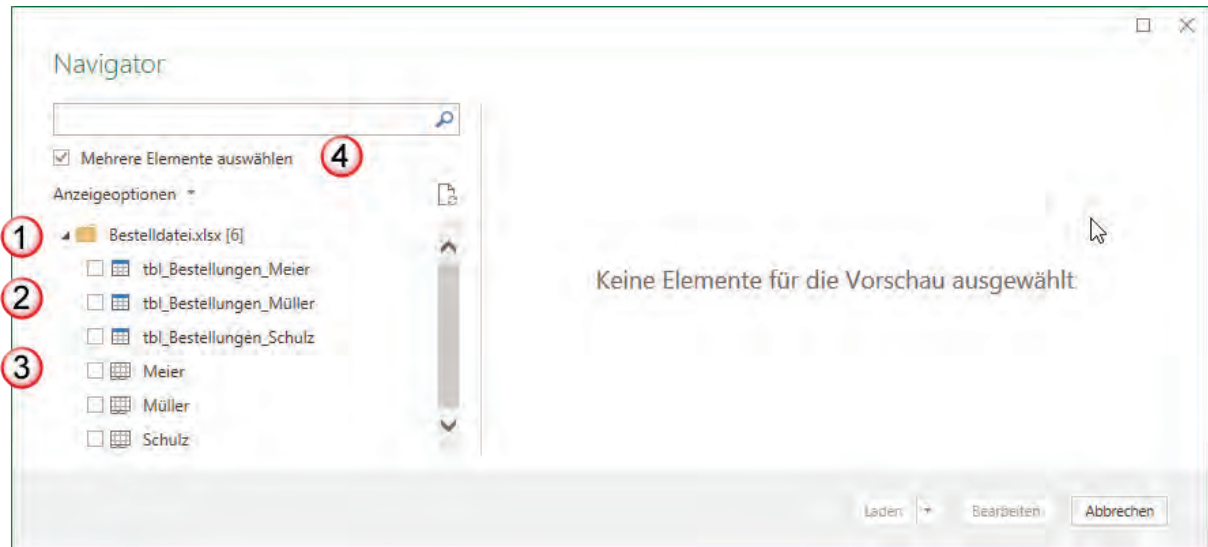 Navigator
Mehrere Elemente auswählen
4
Anzeigeoptionen
1
Bestelldatei.xlsx [6]
tbl_Bestellungen_Meier
2
tbl_Bestellungen_Müller
tbl_Bestellungen_Schulz
3
Meier
Müller
Schulz
Keine Elemente für die Vorschau ausgewählt
Laden
Bearbeiten
Abbrechen